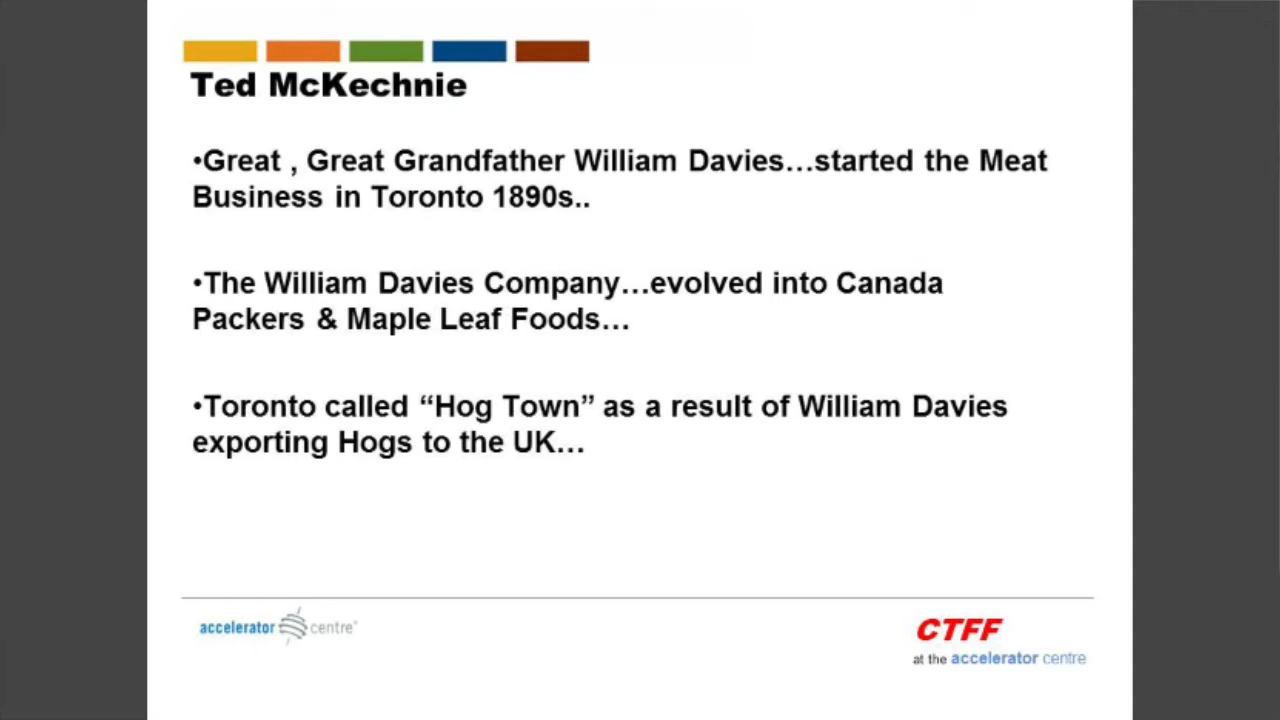 Ted McKechnie
•Great , Great Grandfather William Davies…started the Meat
Business in Toronto 1890s..
•The William Davies Company…evolved into Canada
Packers & Maple Leaf Foods…
•Toronto called “Hog Town” as a result of William Davies
exporting Hogs to the UK…
accelerator centre
CTFF
at the accelerator centre